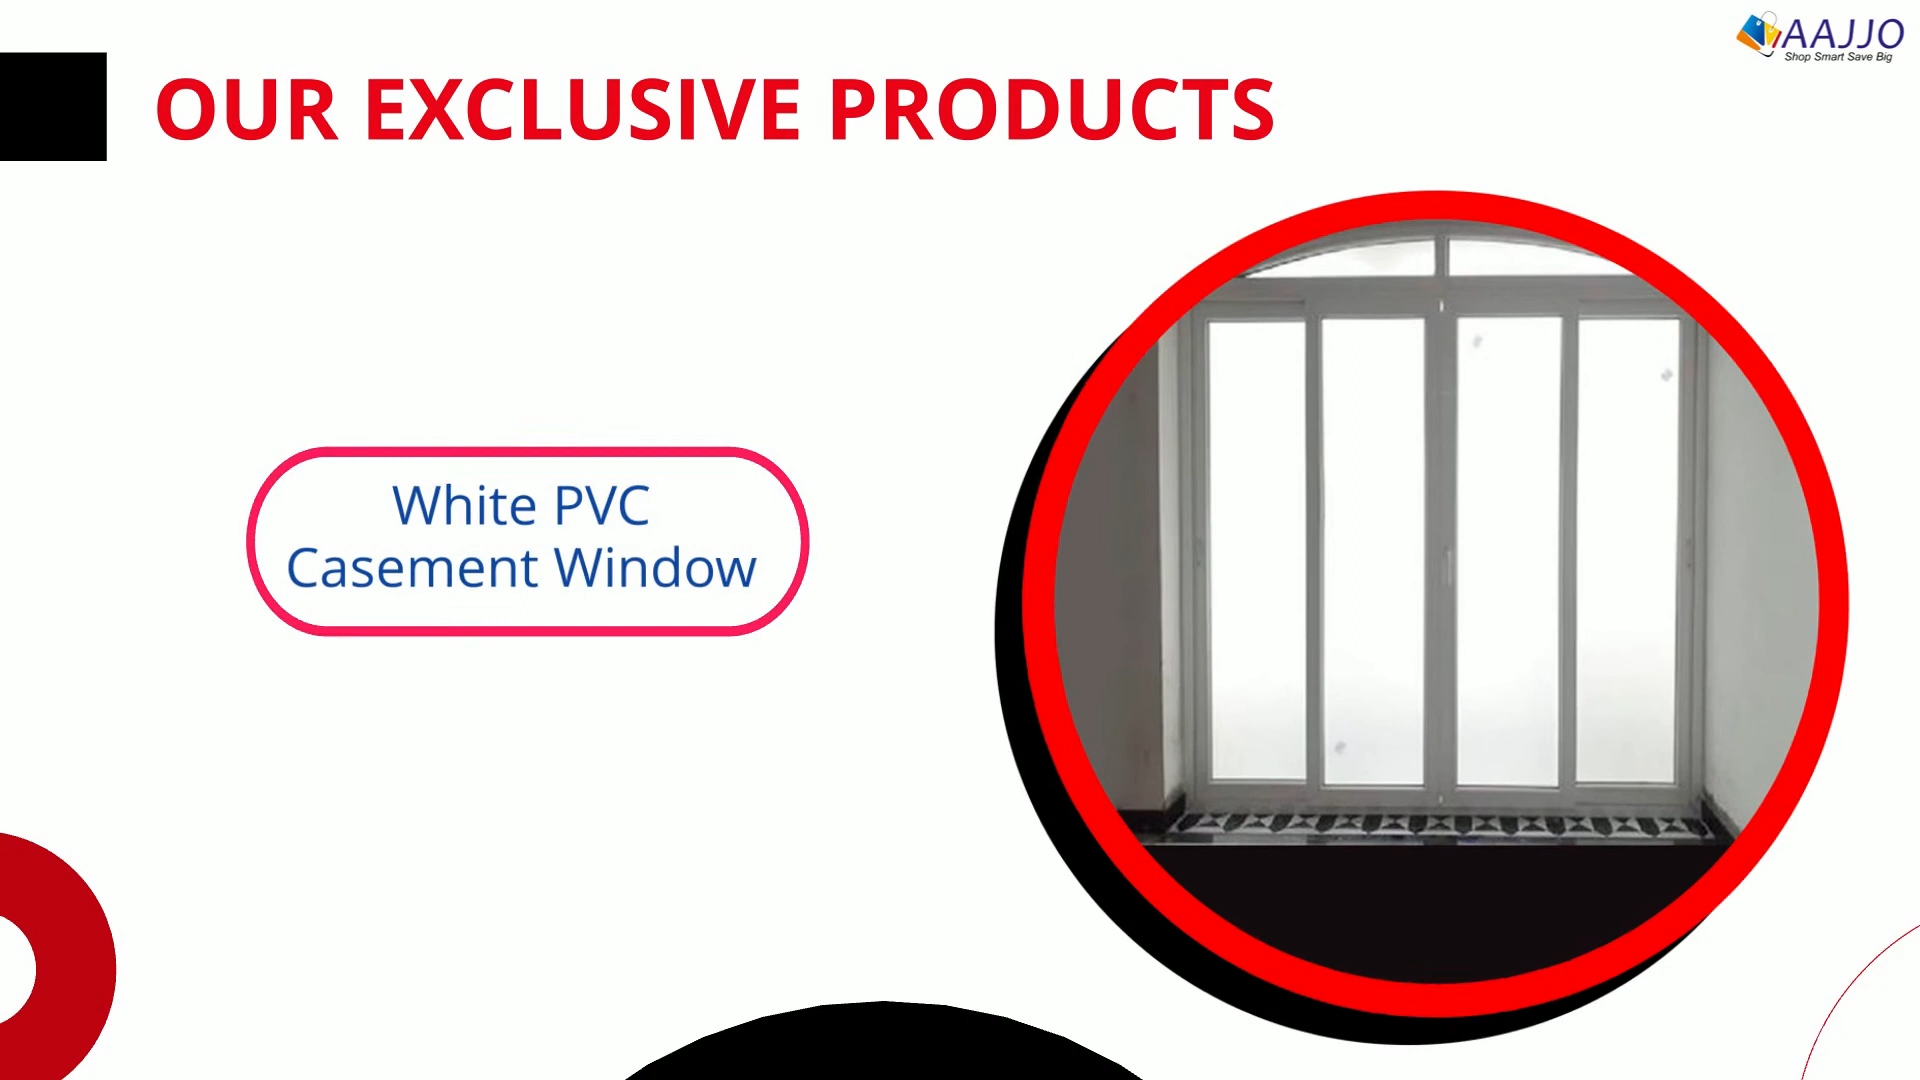 AAJJO
Shop Smart Save Big
OUR EXCLUSIVE PRODUCTS
White PVC
Casement Window